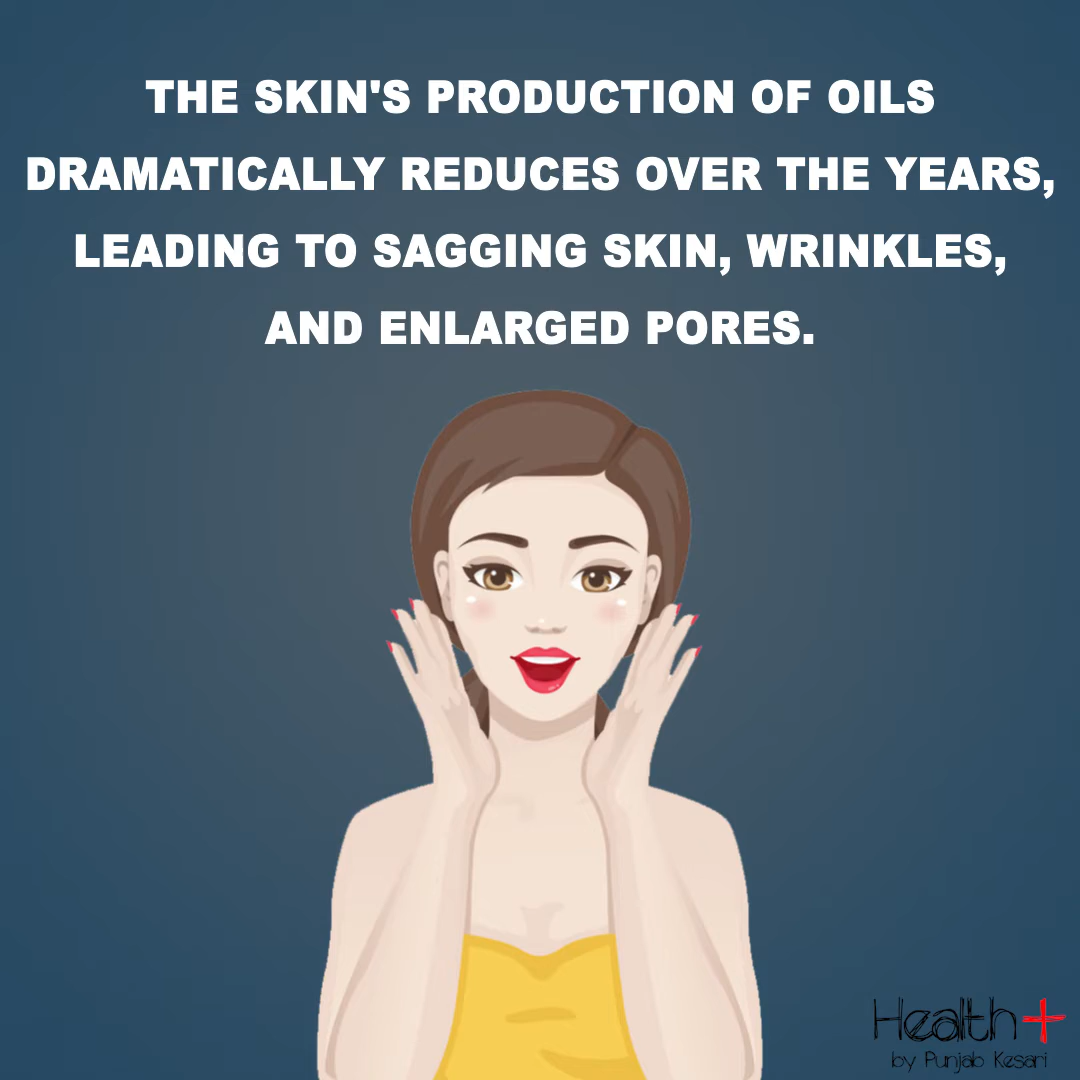 THE SKIN'S PRODUCTION OF OILS
DRAMATICALLY REDUCES OVER THE YEARS,
LEADING TO SAGGING SKIN, WRINKLES,
AND ENLARGED PORES.
Health+
by Punjab Kesari